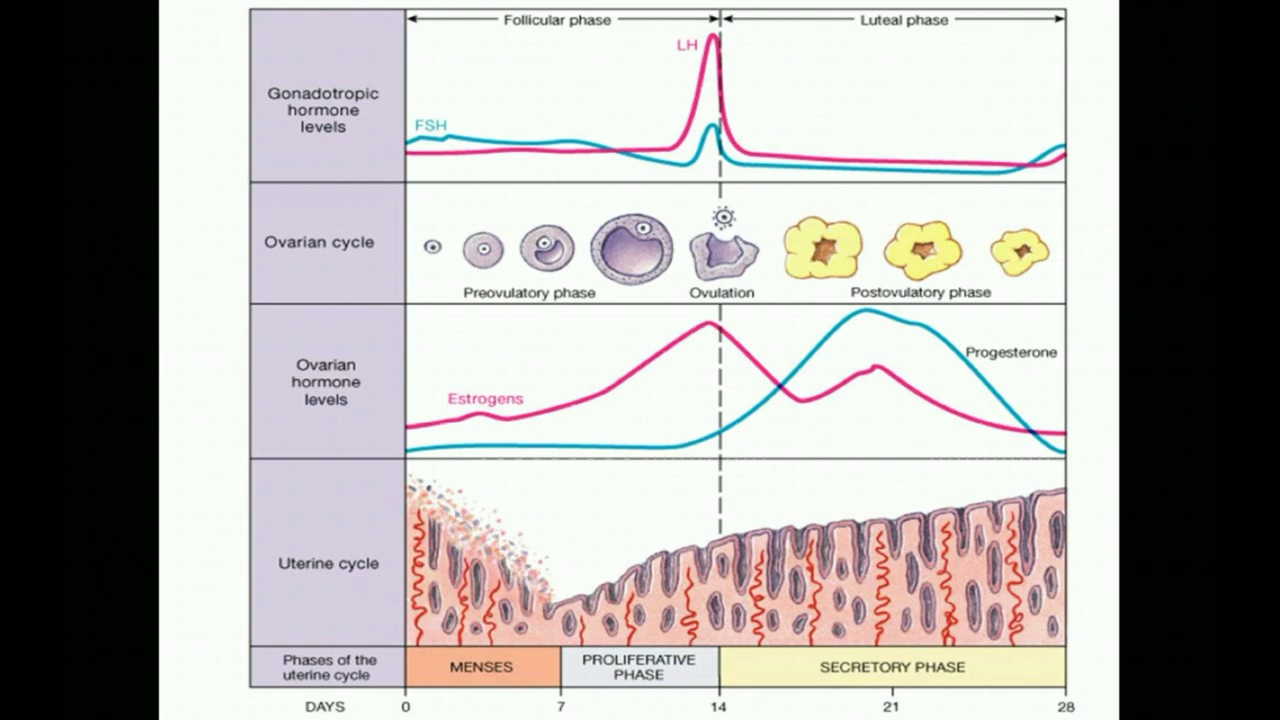 Follicular phase
Luteal phase
Gonadotropic
hormone
levels
LH
FSH
Ovarian cycle
Preovulatory phase
Ovulation
Postovulatory phase
Ovarian
hormone
levels
Estrogens
Progesterone
Uterine cycle
Phases of the
uterine cycle
MENSES
PROLIFERATIVE
PHASE
SECRETORY PHASE
DAYS
0
7
14
21
28